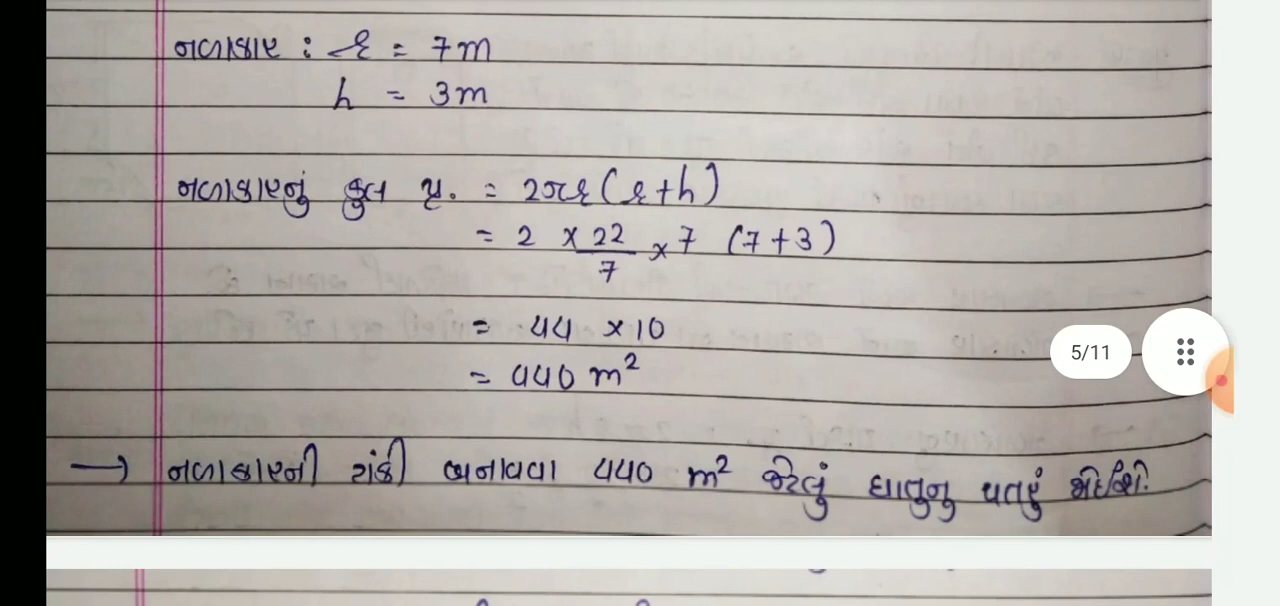 નળાકાર : r = 7m
h = 3m
નળાકારનું કુલ પૃ. = 2πr(r+h)
= 2 × 22/7 × 7 (7+3)
= 44 × 10
= 440 m²
→ નળાકારની ટાંકી બનાવવા 440 m² જેટલું ધાતુનુ પતરું જોઈશે.
5/11